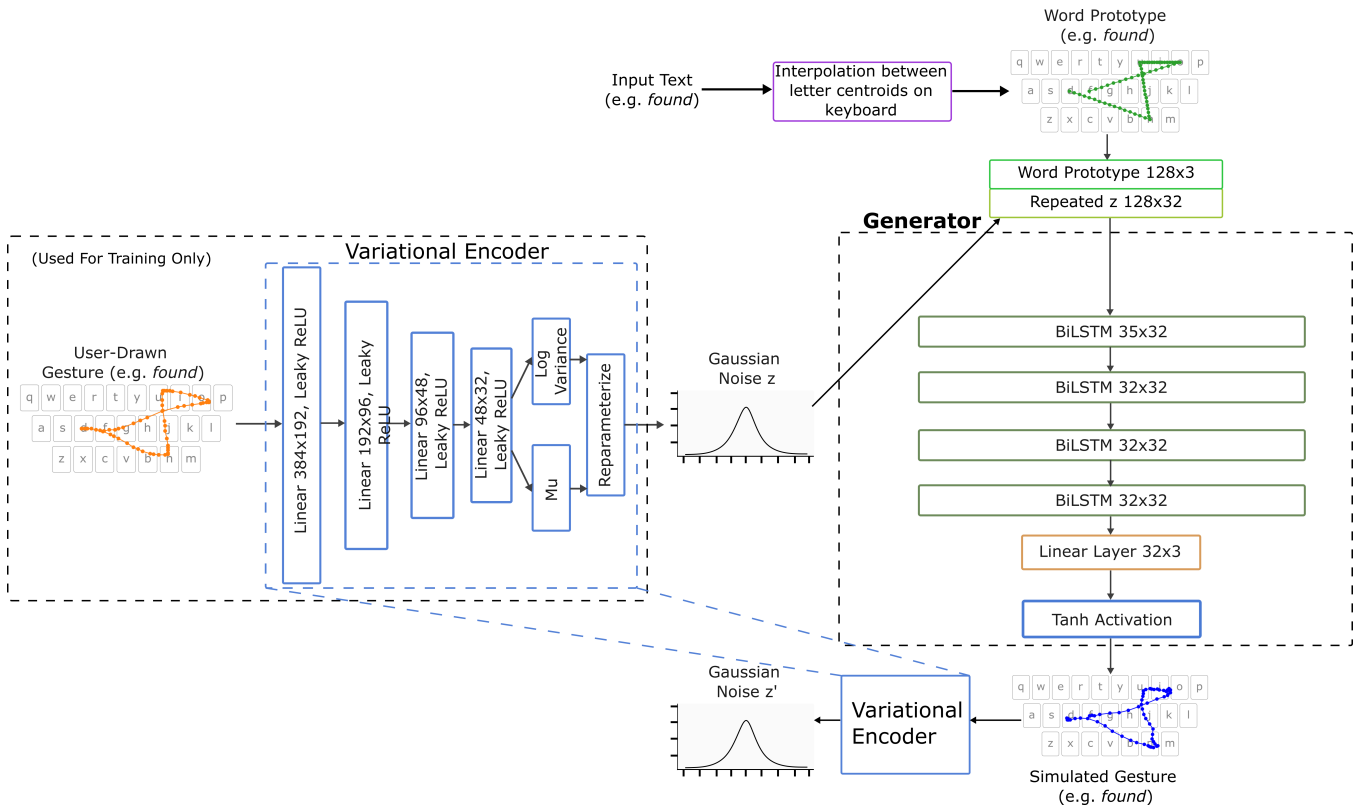 Word Prototype
(e.g. found)
q w e r t y u i o p
a s d f g h j k l
z x c v b n m
Input Text
(e.g. found)
Interpolation between
letter centroids on
keyboard
Word Prototype 128x3
Repeated z 128x32
Generator
BiLSTM 35x32
BiLSTM 32x32
BiLSTM 32x32
BiLSTM 32x32
Linear Layer 32x3
Tanh Activation
(Used For Training Only)
Variational Encoder
User-Drawn
Gesture (e.g. found)
q w e r t y u i o p
a s d f g h j k l
z x c v b h m
Linear 384x192, Leaky ReLU
Linear 192x96, Leaky
ReLU
Linear 96x48,
Leaky ReLU
Linear 48x32,
Leaky ReLU
Log
Variance
Mu
Reparameterize
Gaussian
Noise z
Gaussian
Noise z'
Variational
Encoder
q w e r t y u i o p
a s d f g h j k l
z x c v b n m
Simulated Gesture
(e.g. found)